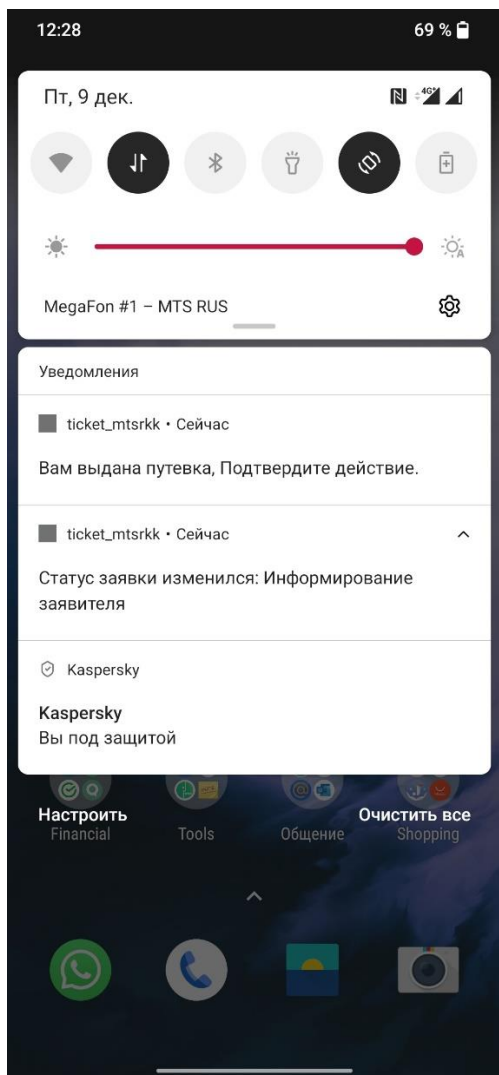 12:28 69 %
Пт, 9 дек. 4G+
MegaFon #1 – MTS RUS
Уведомления
ticket_mtsrkk • Сейчас
Вам выдана путевка, Подтвердите действие.
ticket_mtsrkk • Сейчас
Статус заявки изменился: Информирование
заявителя
Kaspersky
Kaspersky
Вы под защитой
Настроить Очистить все
Financial Tools Общение Shopping